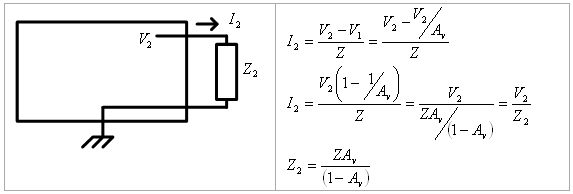 I₂
V₂
Z₂
I₂ = (V₂ − V₁)/Z = (V₂ − V₂/Aᵥ)/Z
I₂ = V₂(1 − 1/Aᵥ)/Z = V₂/(ZAᵥ/(1 − Aᵥ)) = V₂/Z₂
Z₂ = ZAᵥ/(1 − Aᵥ)